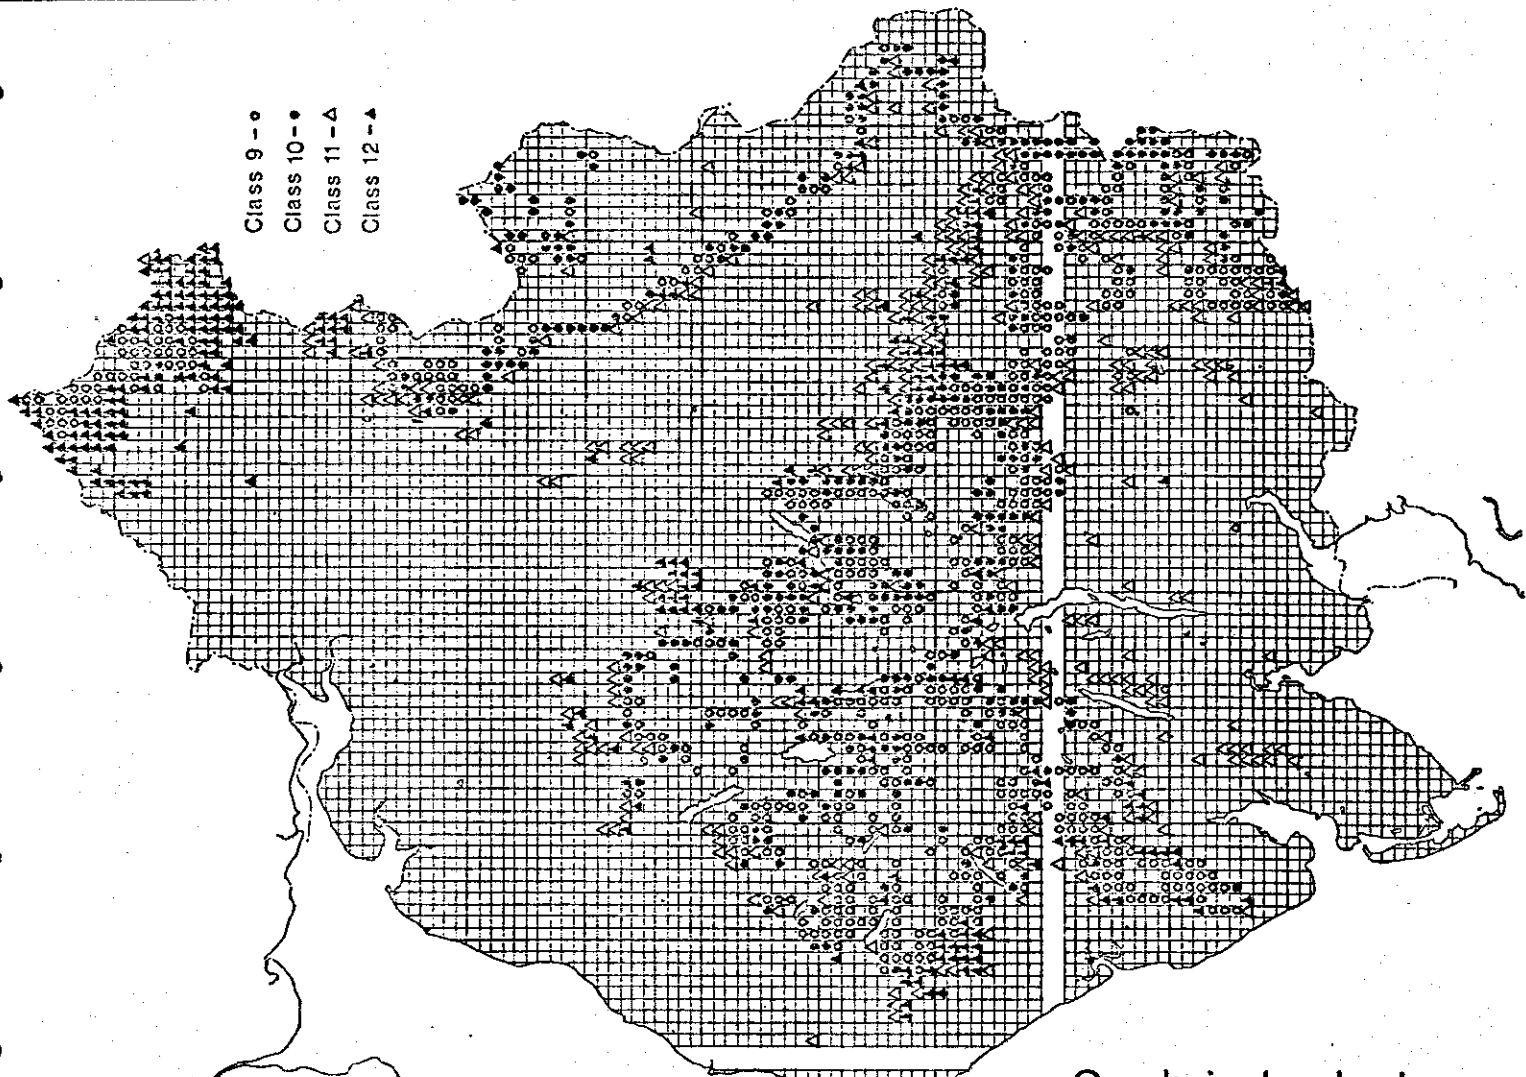 Class 9 - o
Class 10 - •
Class 11 - △
Class 12 - ▲